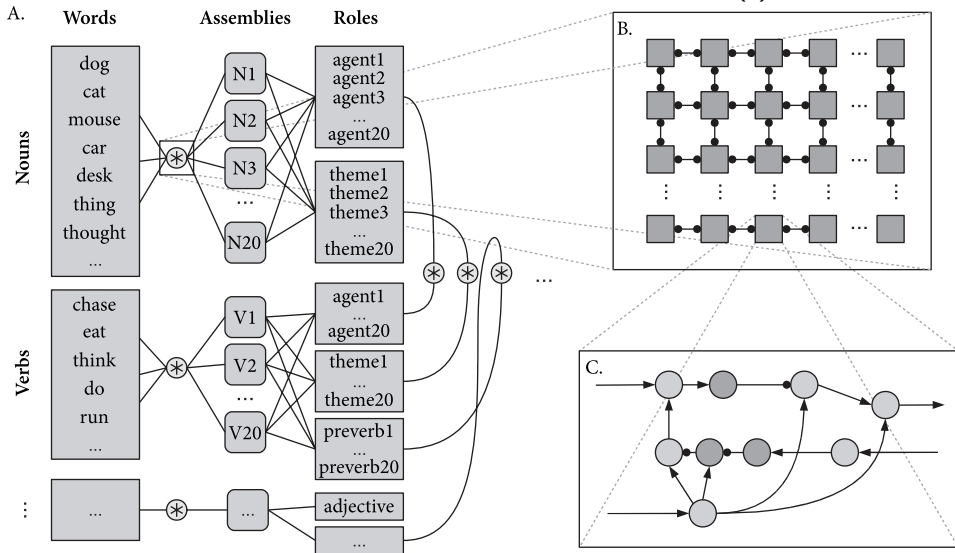 A.
Words
Assemblies
Roles
Nouns
dog
cat
mouse
car
desk
thing
thought
...
N1
N2
N3
...
N20
agent1
agent2
agent3
...
agent20
theme1
theme2
theme3
...
theme20
Verbs
chase
eat
think
do
run
...
V1
V2
...
V20
agent1
...
agent20
theme1
...
theme20
preverb1
...
preverb20
...
...
...
adjective
...
...
B.
...
...
...
...
...
...
...
...
...
C.